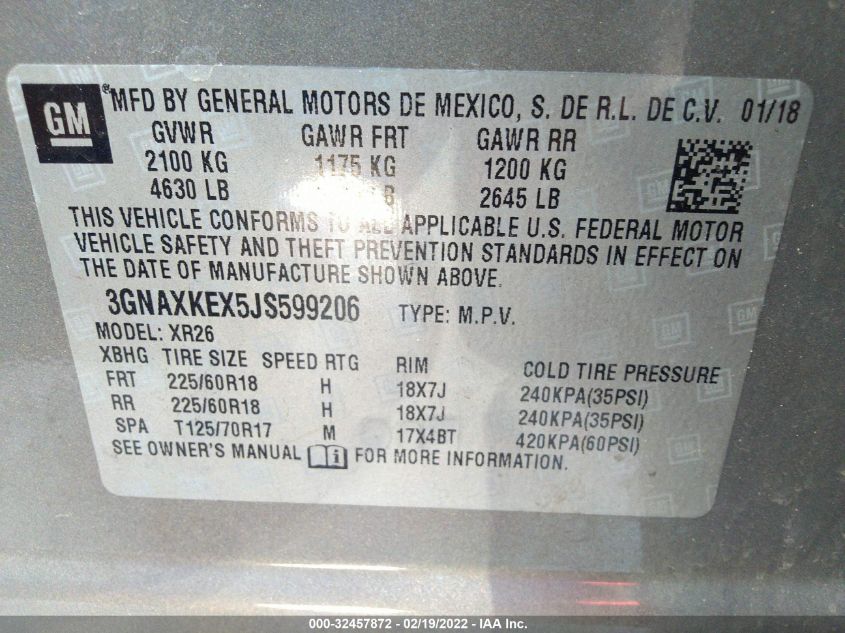 GM
® MFD BY GENERAL MOTORS DE MEXICO, S. DE R.L. DE C.V. 01/18
GVWR GAWR FRT GAWR RR
2100 KG 1175 KG 1200 KG
4630 LB 2645 LB
THIS VEHICLE CONFORMS TO ALL APPLICABLE U.S. FEDERAL MOTOR
VEHICLE SAFETY AND THEFT PREVENTION STANDARDS IN EFFECT ON
THE DATE OF MANUFACTURE SHOWN ABOVE.
3GNAXKEX5JS599206 TYPE: M.P.V.
MODEL: XR26
XBHG TIRE SIZE SPEED RTG RIM COLD TIRE PRESSURE
FRT 225/60R18 H 18X7J 240KPA(35PSI)
RR 225/60R18 H 18X7J 240KPA(35PSI)
SPA T125/70R17 M 17X4BT 420KPA(60PSI)
SEE OWNER'S MANUAL FOR MORE INFORMATION.
000-32457872 - 02/19/2022 - IAA Inc.